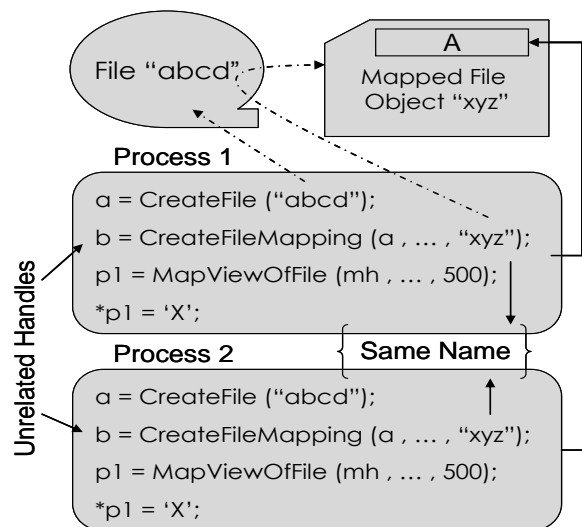 File “abcd”
A
Mapped File
Object “xyz”
Process 1
a = CreateFile (“abcd”);
b = CreateFileMapping (a , … , “xyz”);
p1 = MapViewOfFile (mh , … , 500);
*p1 = ‘X’;
Unrelated Handles
Same Name
Process 2
a = CreateFile (“abcd”);
b = CreateFileMapping (a , … , “xyz”);
p1 = MapViewOfFile (mh , … , 500);
*p1 = ‘X’;